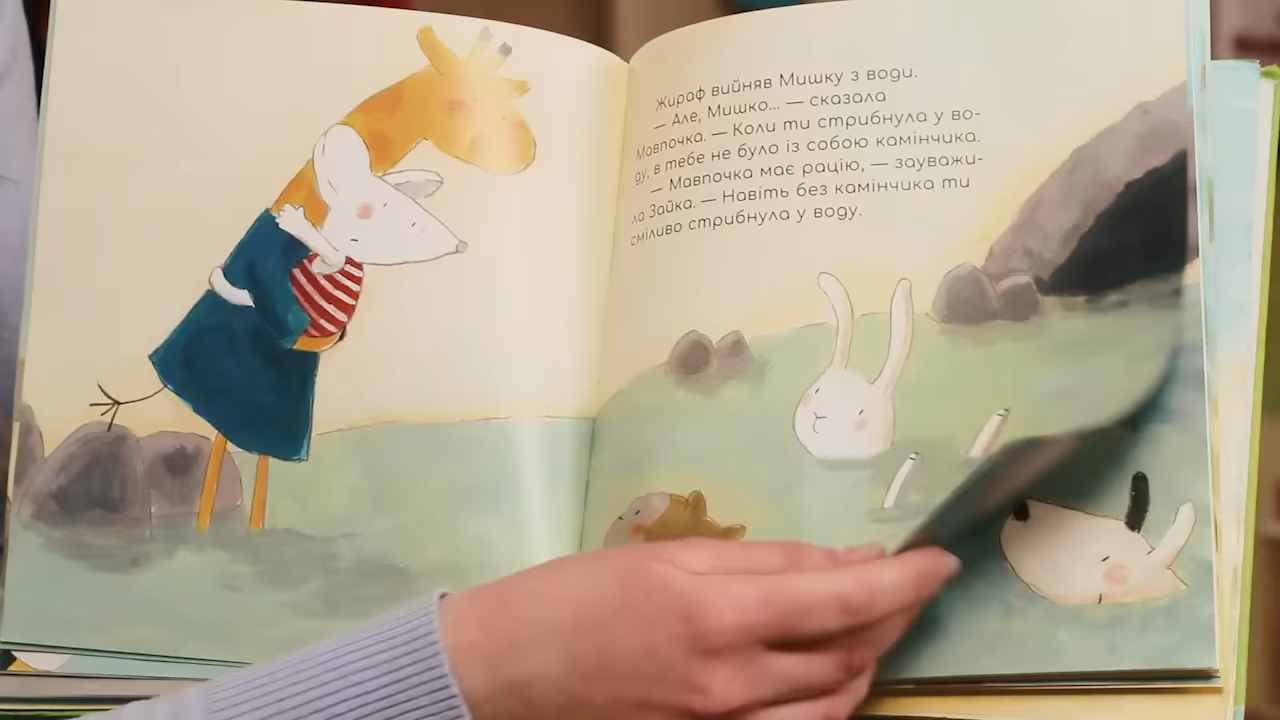 Жираф вийняв Мишку з води.
— Але, Мишко... — сказала
Мавпочка. — Коли ти стрибнула у во-
ду, в тебе не було із собою камінчика.
— Мавпочка має рацію, — зауважи-
ла Зайка. — Навіть без камінчика ти
сміливо стрибнула у воду.